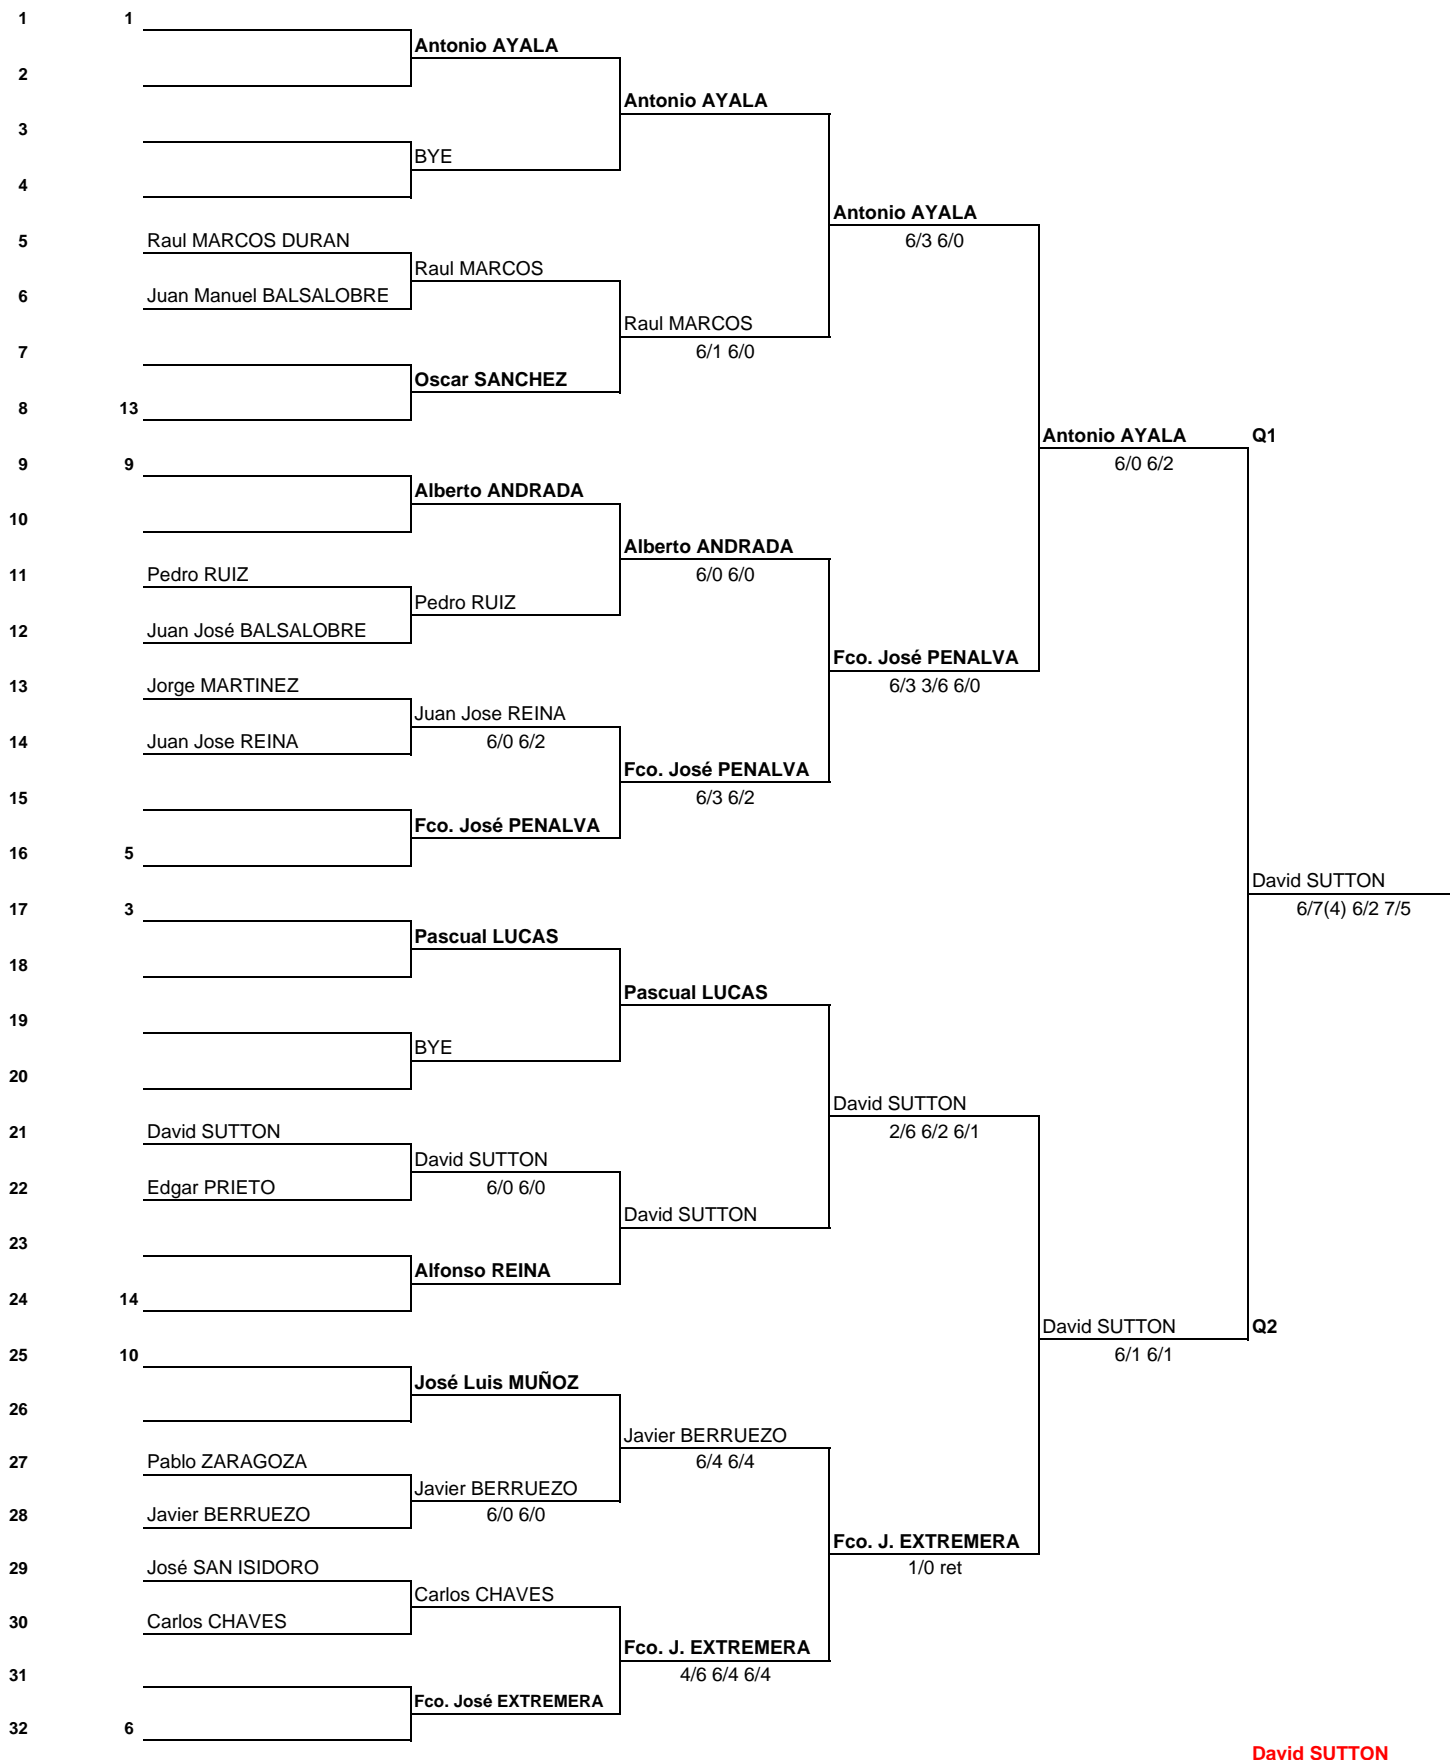 1 1
Antonio AYALA
2
Antonio AYALA
3
BYE
4
Antonio AYALA
5 Raul MARCOS DURAN 6/3 6/0
Raul MARCOS
6 Juan Manuel BALSALOBRE
Raul MARCOS
7 6/1 6/0
Oscar SANCHEZ
8 13
Antonio AYALA Q1
9 9 6/0 6/2
Alberto ANDRADA
10
Alberto ANDRADA
11 Pedro RUIZ 6/0 6/0
Pedro RUIZ
12 Juan José BALSALOBRE
Fco. José PENALVA
13 Jorge MARTINEZ 6/3 3/6 6/0
Juan Jose REINA
14 Juan Jose REINA 6/0 6/2
Fco. José PENALVA
15 6/3 6/2
Fco. José PENALVA
16 5
David SUTTON
17 3 6/7(4) 6/2 7/5
Pascual LUCAS
18
Pascual LUCAS
19
BYE
20
David SUTTON
21 David SUTTON 2/6 6/2 6/1
David SUTTON
22 Edgar PRIETO 6/0 6/0
David SUTTON
23
Alfonso REINA
24 14
David SUTTON Q2
25 10 6/1 6/1
José Luis MUÑOZ
26
Javier BERRUEZO
27 Pablo ZARAGOZA 6/4 6/4
Javier BERRUEZO
28 Javier BERRUEZO 6/0 6/0
Fco. J. EXTREMERA
29 José SAN ISIDORO 1/0 ret
Carlos CHAVES
30 Carlos CHAVES
Fco. J. EXTREMERA
31 4/6 6/4 6/4
Fco. José EXTREMERA
32 6
David SUTTON